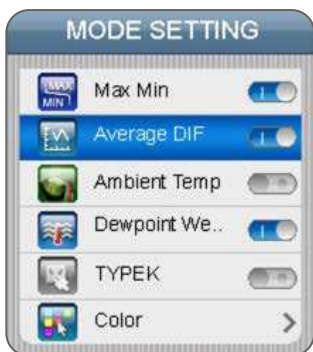 MODE SETTING
MAX
MIN
Max Min
Average DIF
Ambient Temp
Dewpoint We..
TYPEK
Color